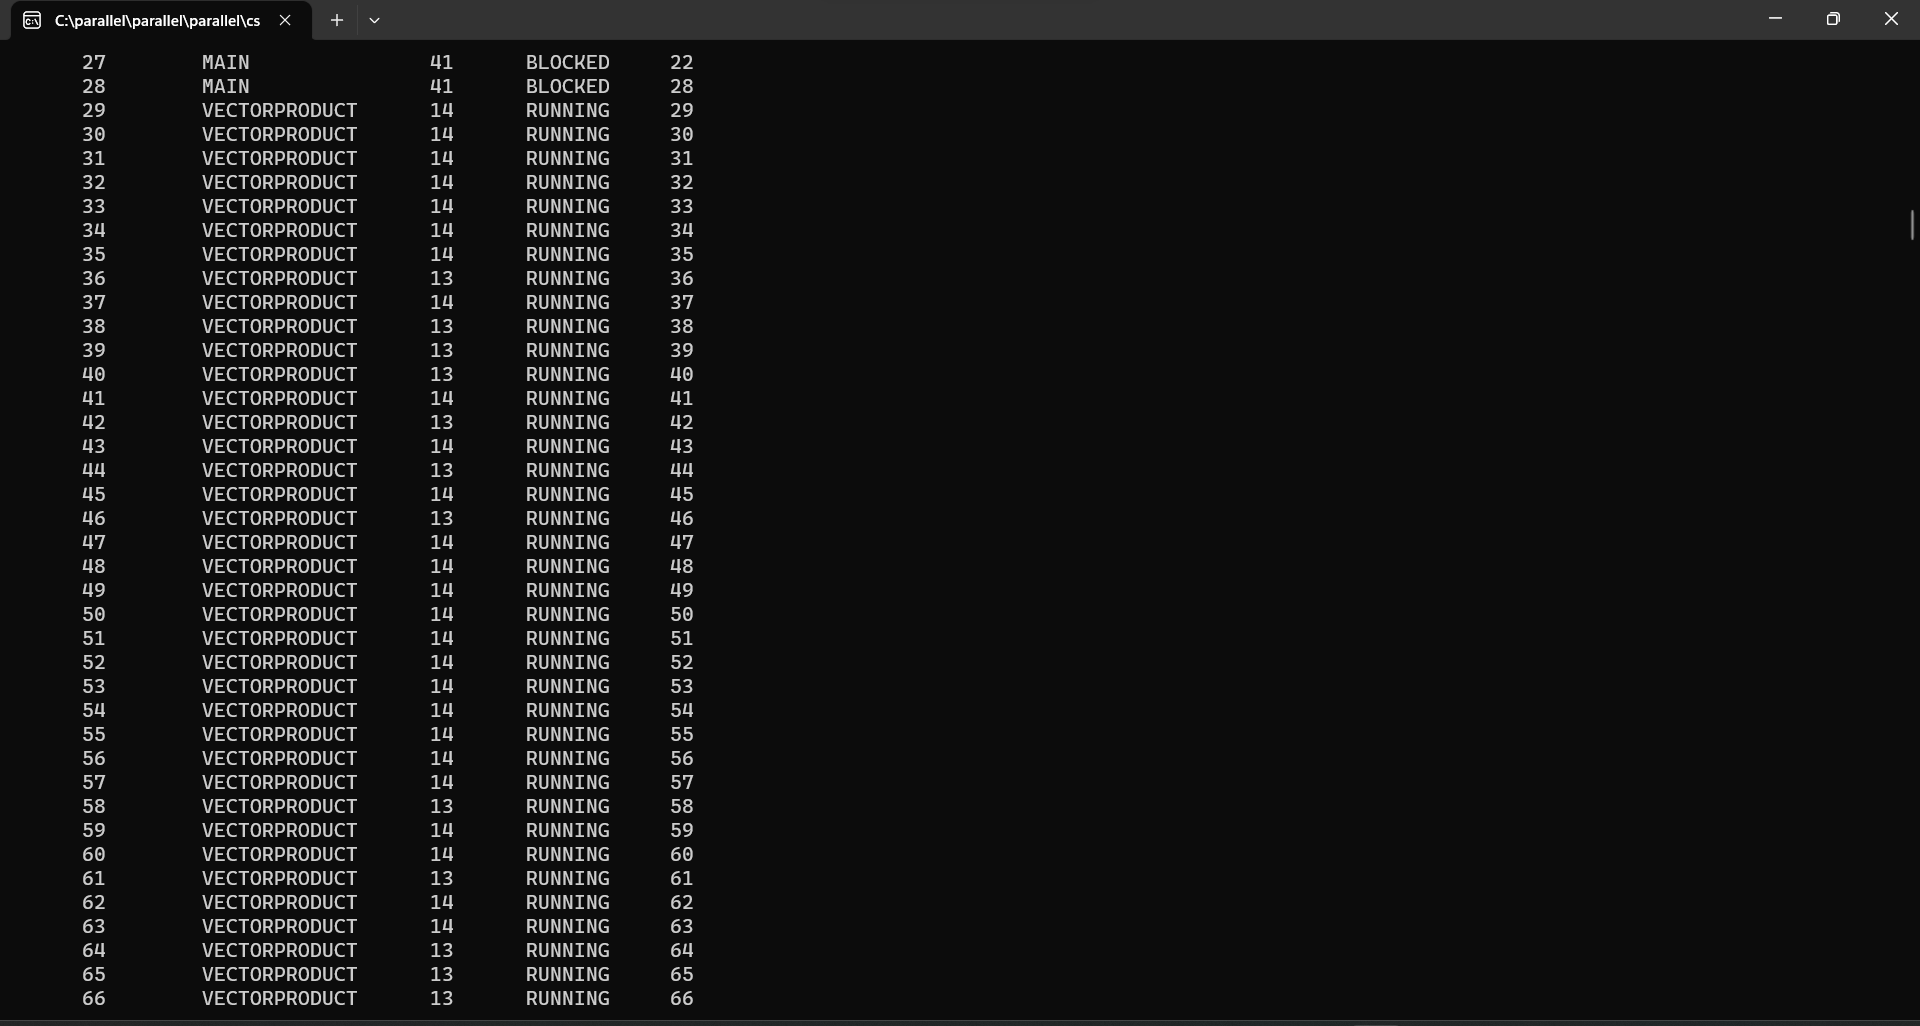 C:\parallel\parallel\parallel\cs
27 MAIN 41 BLOCKED 22
28 MAIN 41 BLOCKED 28
29 VECTORPRODUCT 14 RUNNING 29
30 VECTORPRODUCT 14 RUNNING 30
31 VECTORPRODUCT 14 RUNNING 31
32 VECTORPRODUCT 14 RUNNING 32
33 VECTORPRODUCT 14 RUNNING 33
34 VECTORPRODUCT 14 RUNNING 34
35 VECTORPRODUCT 14 RUNNING 35
36 VECTORPRODUCT 13 RUNNING 36
37 VECTORPRODUCT 14 RUNNING 37
38 VECTORPRODUCT 13 RUNNING 38
39 VECTORPRODUCT 13 RUNNING 39
40 VECTORPRODUCT 13 RUNNING 40
41 VECTORPRODUCT 14 RUNNING 41
42 VECTORPRODUCT 13 RUNNING 42
43 VECTORPRODUCT 14 RUNNING 43
44 VECTORPRODUCT 13 RUNNING 44
45 VECTORPRODUCT 14 RUNNING 45
46 VECTORPRODUCT 13 RUNNING 46
47 VECTORPRODUCT 14 RUNNING 47
48 VECTORPRODUCT 14 RUNNING 48
49 VECTORPRODUCT 14 RUNNING 49
50 VECTORPRODUCT 14 RUNNING 50
51 VECTORPRODUCT 14 RUNNING 51
52 VECTORPRODUCT 14 RUNNING 52
53 VECTORPRODUCT 14 RUNNING 53
54 VECTORPRODUCT 14 RUNNING 54
55 VECTORPRODUCT 14 RUNNING 55
56 VECTORPRODUCT 14 RUNNING 56
57 VECTORPRODUCT 14 RUNNING 57
58 VECTORPRODUCT 13 RUNNING 58
59 VECTORPRODUCT 14 RUNNING 59
60 VECTORPRODUCT 14 RUNNING 60
61 VECTORPRODUCT 13 RUNNING 61
62 VECTORPRODUCT 14 RUNNING 62
63 VECTORPRODUCT 14 RUNNING 63
64 VECTORPRODUCT 13 RUNNING 64
65 VECTORPRODUCT 13 RUNNING 65
66 VECTORPRODUCT 13 RUNNING 66